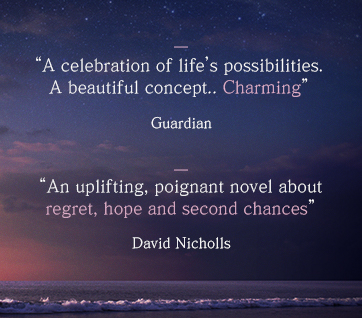 “A celebration of life’s possibilities.
A beautiful concept.. Charming”
Guardian
“An uplifting, poignant novel about
regret, hope and second chances”
David Nicholls